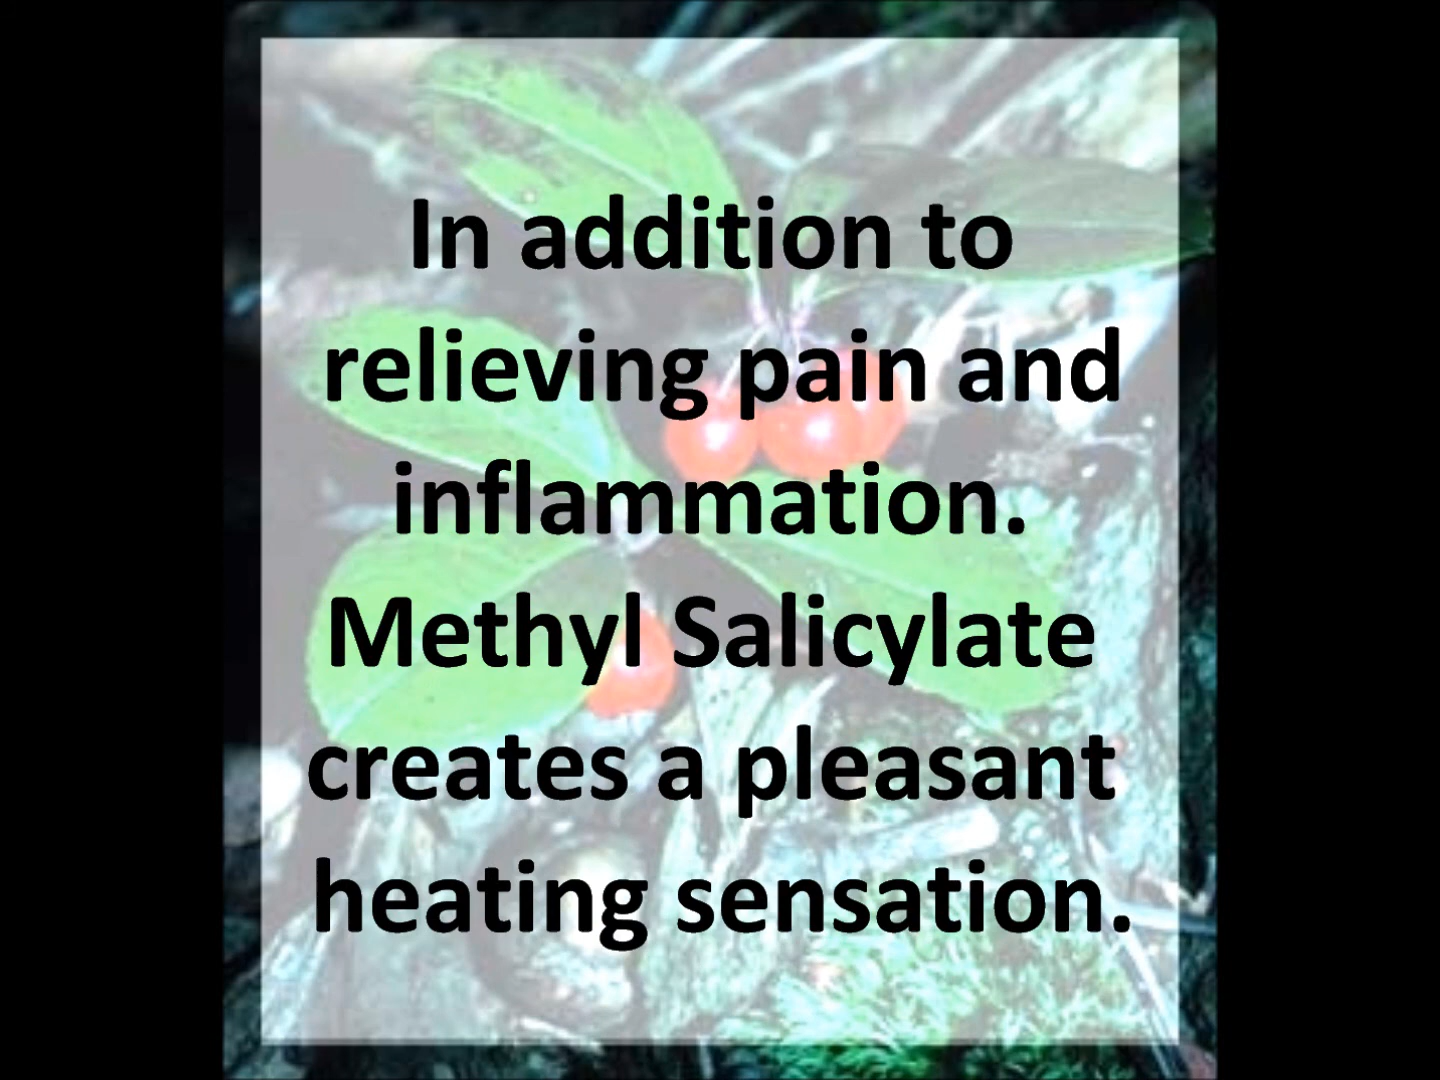 In addition to
relieving pain and
inflammation.
Methyl Salicylate
creates a pleasant
heating sensation.